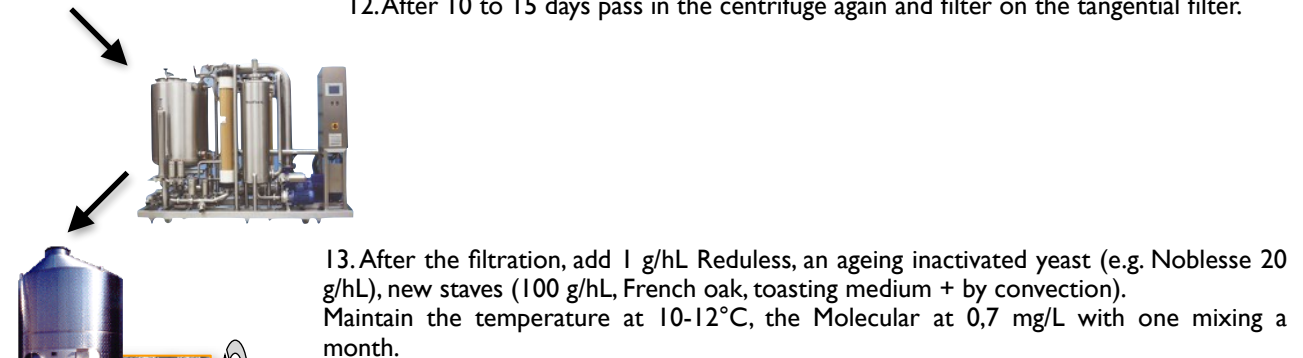 12. After 10 to 15 days pass in the centrifuge again and filter on the tangential filter.
13. After the filtration, add 1 g/hL Reduless, an ageing inactivated yeast (e.g. Noblesse 20
g/hL), new staves (100 g/hL, French oak, toasting medium + by convection).
Maintain the temperature at 10-12°C, the Molecular at 0,7 mg/L with one mixing a
month.